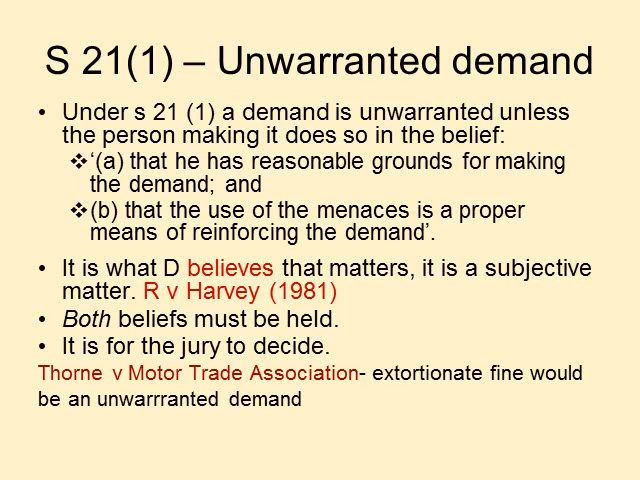 S 21(1) – Unwarranted demand
• Under s 21 (1) a demand is unwarranted unless
the person making it does so in the belief:
❖‘(a) that he has reasonable grounds for making
the demand; and
❖(b) that the use of the menaces is a proper
means of reinforcing the demand’.
• It is what D believes that matters, it is a subjective
matter. R v Harvey (1981)
• Both beliefs must be held.
• It is for the jury to decide.
Thorne v Motor Trade Association- extortionate fine would
be an unwarrranted demand